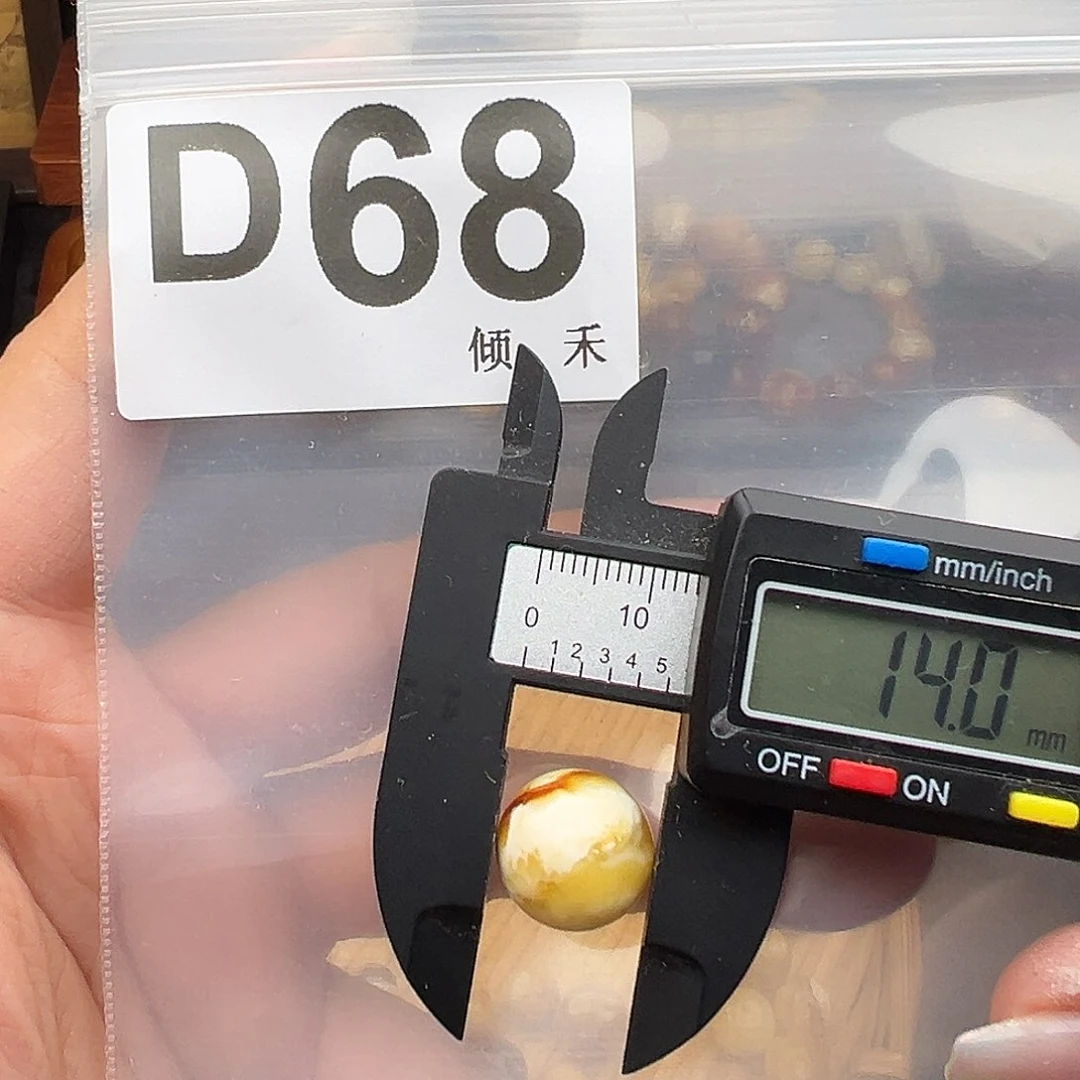 D68
倾 禾
mm/inch
0 10
1 2 3 4 5
14.0 mm
OFF ON